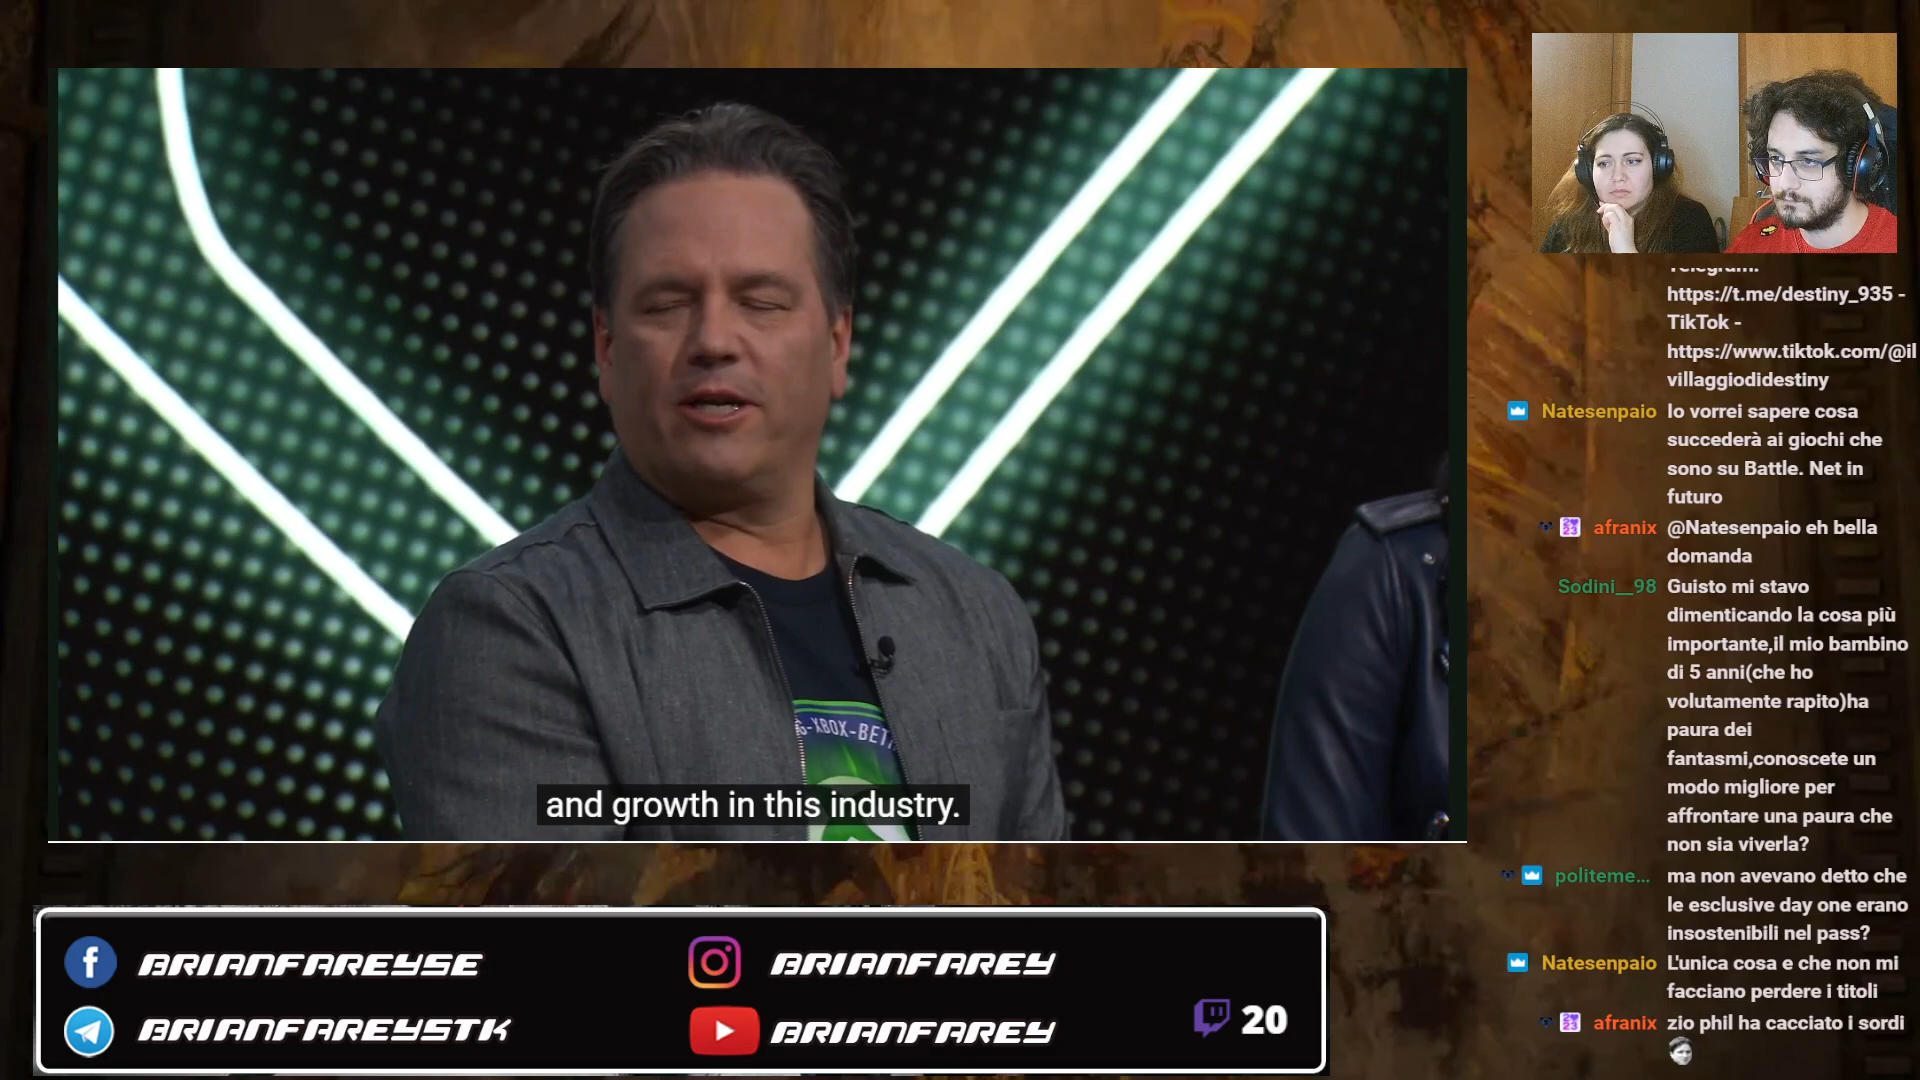 G-XBOX-BET
and growth in this industry.
https://t.me/destiny_935 -
TikTok -
https://www.tiktok.com/@il
villaggiodidestiny
Natesenpaio Io vorrei sapere cosa
succederà ai giochi che
sono su Battle. Net in
futuro
afranix @Natesenpaio eh bella
domanda
Sodini__98 Guisto mi stavo
dimenticando la cosa più
importante,il mio bambino
di 5 anni(che ho
volutamente rapito)ha
paura dei
fantasmi,conoscete un
modo migliore per
affrontare una paura che
non sia viverla?
politeme... ma non avevano detto che
le esclusive day one erano
insostenibili nel pass?
Natesenpaio L'unica cosa e che non mi
facciano perdere i titoli
afranix zio phil ha cacciato i sordi
BRIANFAREYSE
BRIANFAREY
BRIANFAREYSTK
BRIANFAREY
20